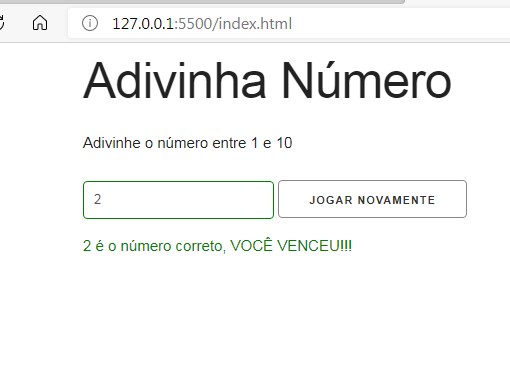 127.0.0.1:5500/index.html
Adivinha Número
Adivinhe o número entre 1 e 10
2
JOGAR NOVAMENTE
2 é o número correto, VOCÊ VENCEU!!!